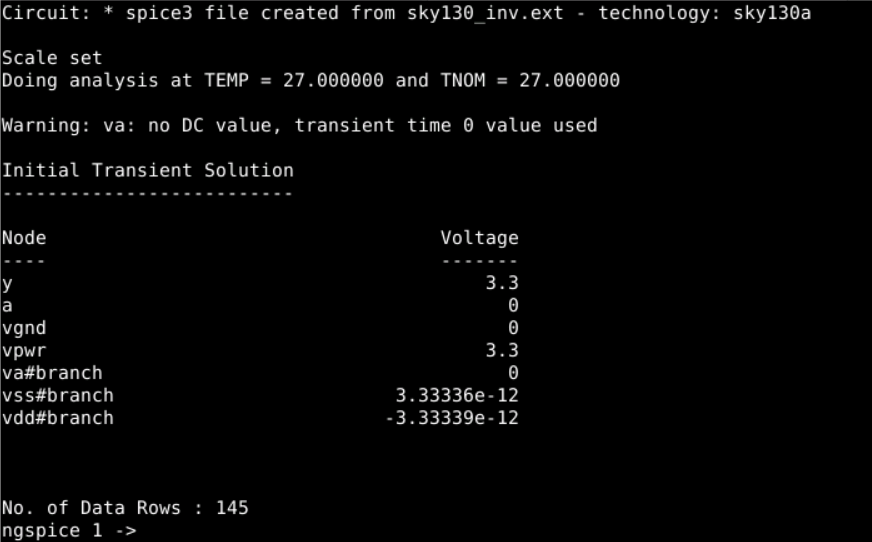 Circuit: * spice3 file created from sky130_inv.ext - technology: sky130a
Scale set
Doing analysis at TEMP = 27.000000 and TNOM = 27.000000
Warning: va: no DC value, transient time 0 value used
Initial Transient Solution
--------------------------
Node Voltage
---- -------
y 3.3
a 0
vgnd 0
vpwr 3.3
va#branch 0
vss#branch 3.33336e-12
vdd#branch -3.33339e-12
No. of Data Rows : 145
ngspice 1 ->